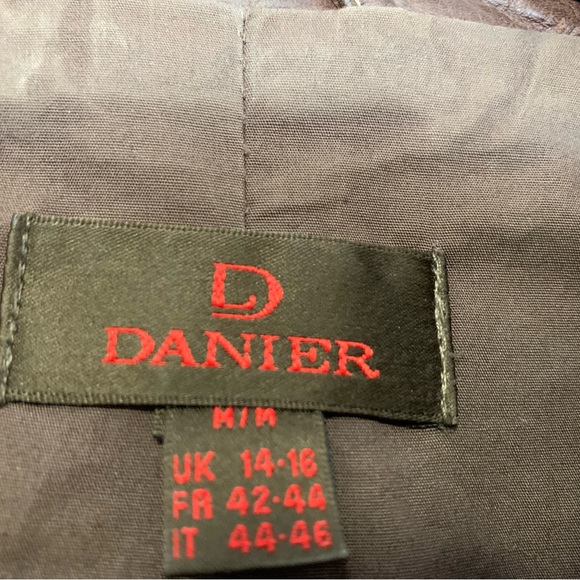 D
DANIER
M/M
UK 14-16
FR 42-44
IT 44-46